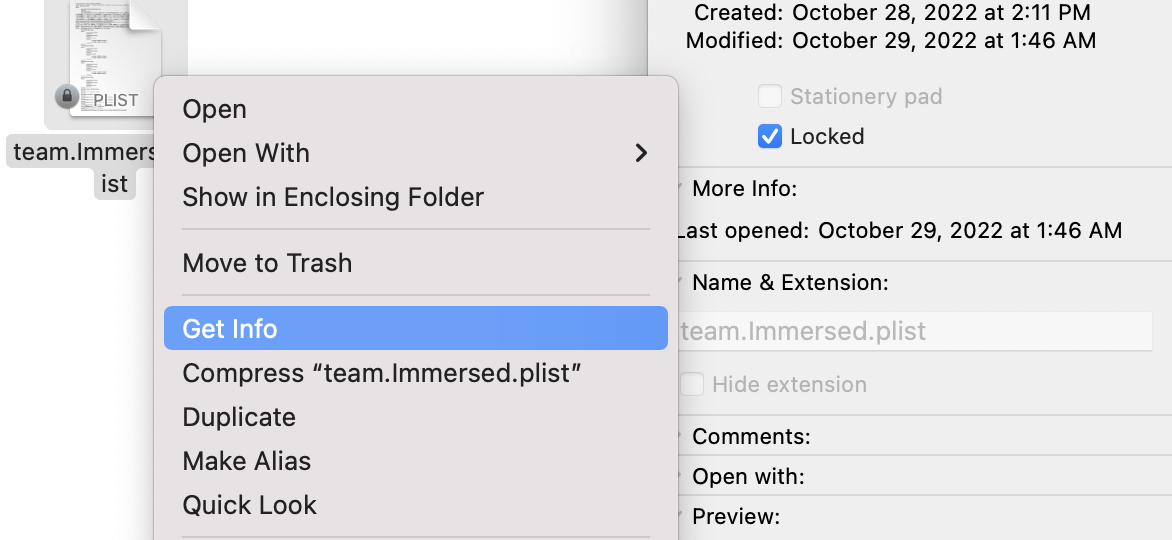 PLIST
team.Immers
ist
Open
Open With
Show in Enclosing Folder
Move to Trash
Get Info
Compress “team.Immersed.plist”
Duplicate
Make Alias
Quick Look
Created: October 28, 2022 at 2:11 PM
Modified: October 29, 2022 at 1:46 AM
Stationery pad
Locked
More Info:
Last opened: October 29, 2022 at 1:46 AM
Name & Extension:
team.Immersed.plist
Hide extension
Comments:
Open with:
Preview: